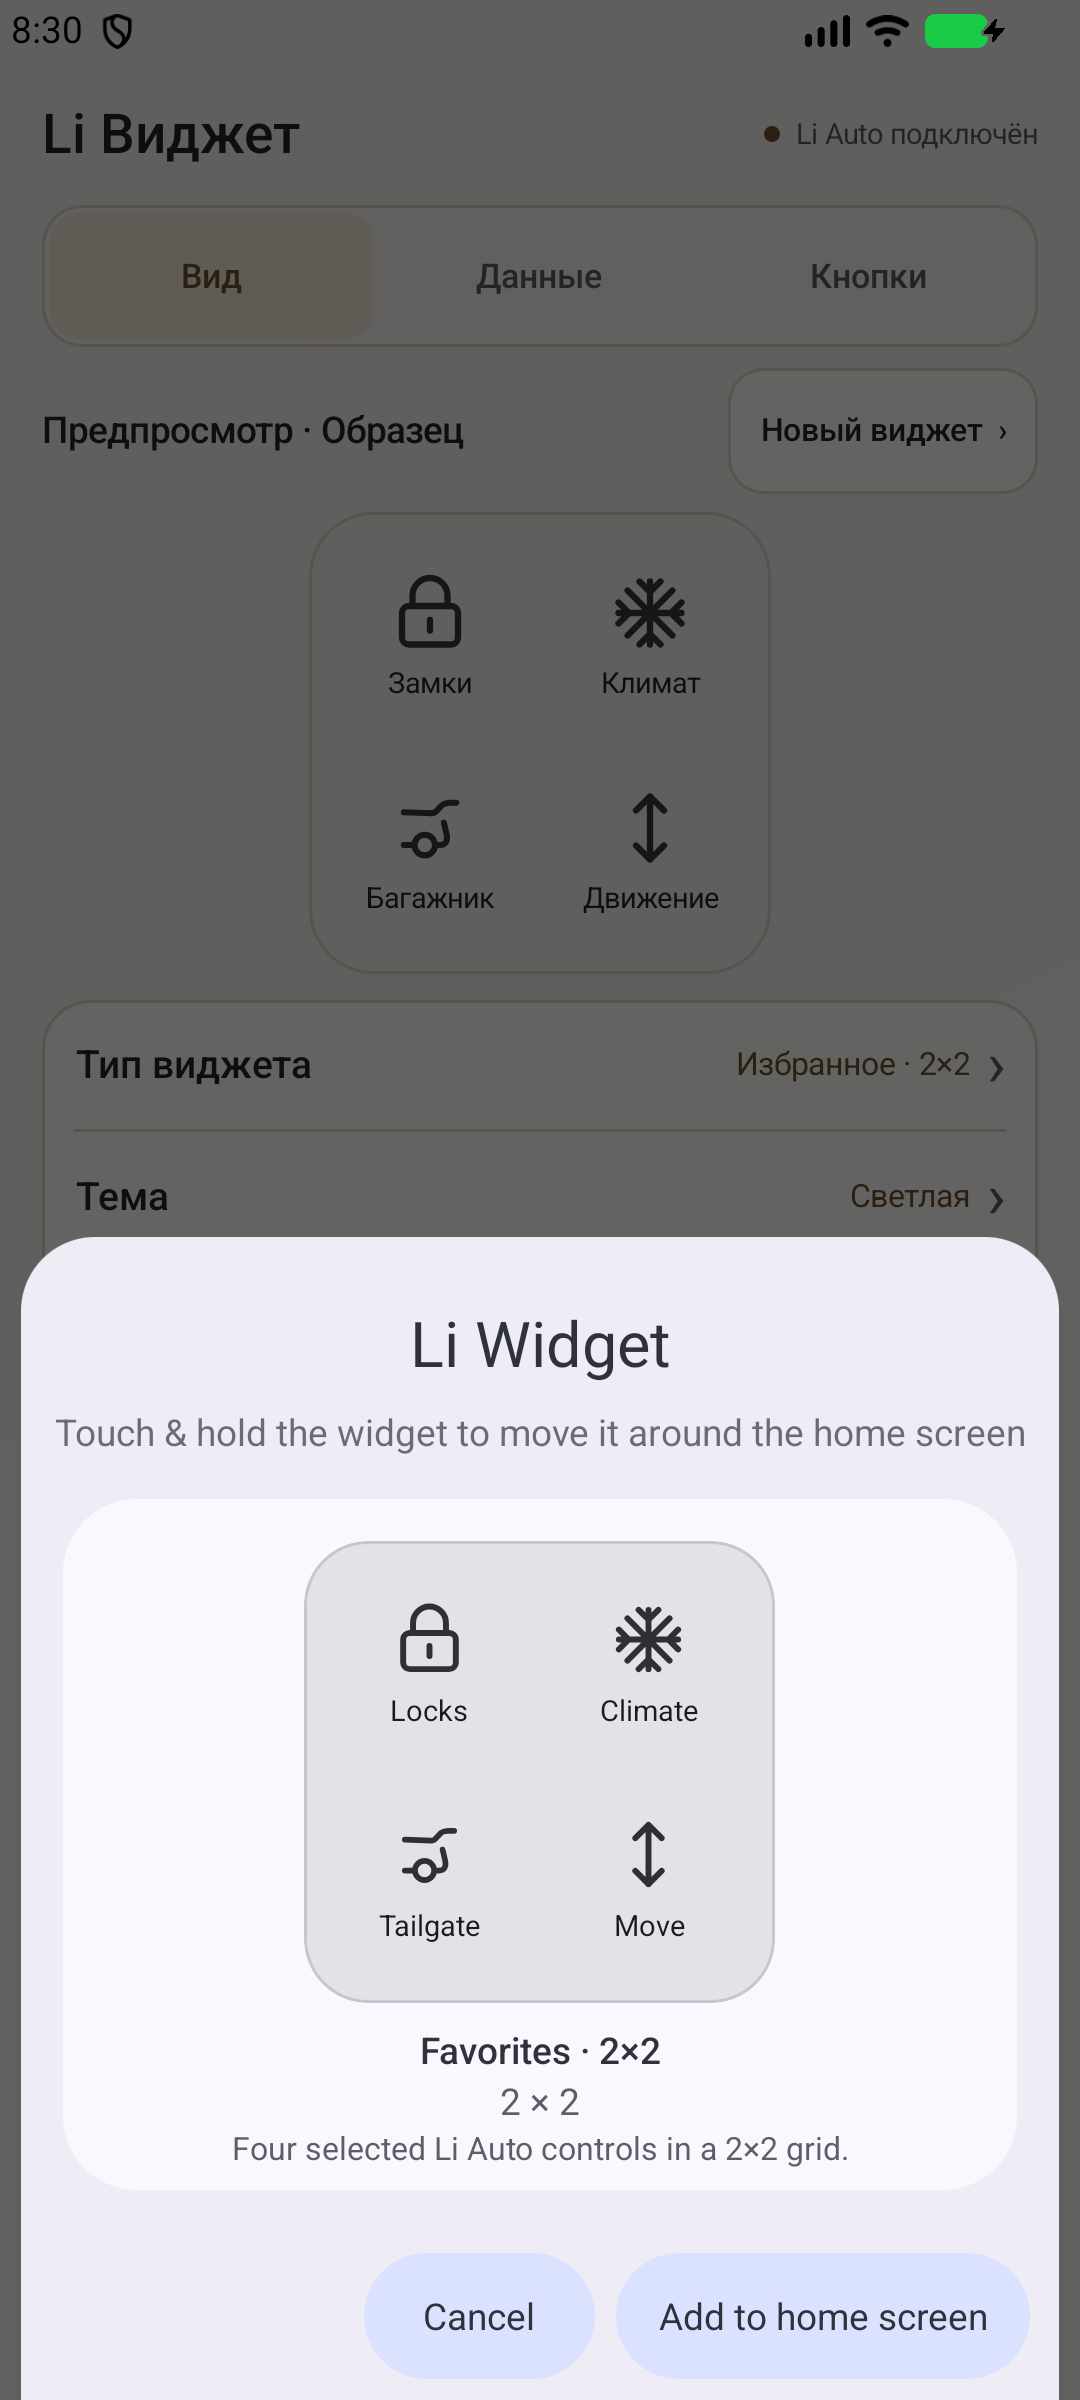 8:30
Li Виджет
Li Auto подключён
Вид
Данные
Кнопки
Предпросмотр · Образец
Новый виджет ›
Замки
Климат
Багажник
Движение
Тип виджета
Избранное · 2×2 ›
Тема
Светлая ›
Li Widget
Touch & hold the widget to move it around the home screen
Locks
Climate
Tailgate
Move
Favorites · 2×2
2 × 2
Four selected Li Auto controls in a 2×2 grid.
Cancel
Add to home screen